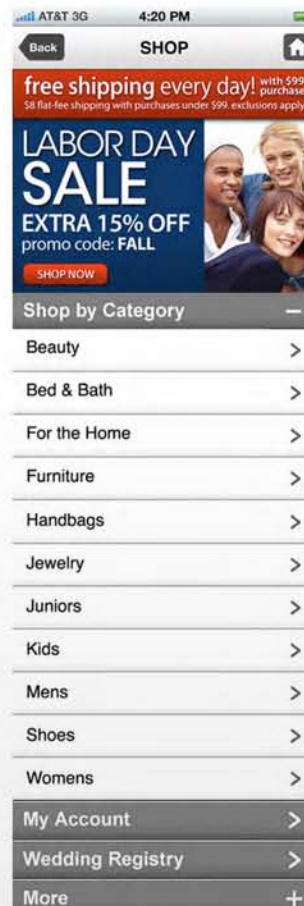 AT&T 3G 4:20 PM
Back SHOP
free shipping every day! with $99 purchase
$8 flat-fee shipping with purchases under $99. exclusions apply
LABOR DAY
SALE
EXTRA 15% OFF
promo code: FALL
SHOP NOW
Shop by Category
Beauty
Bed & Bath
For the Home
Furniture
Handbags
Jewelry
Juniors
Kids
Mens
Shoes
Womens
My Account
Wedding Registry
More